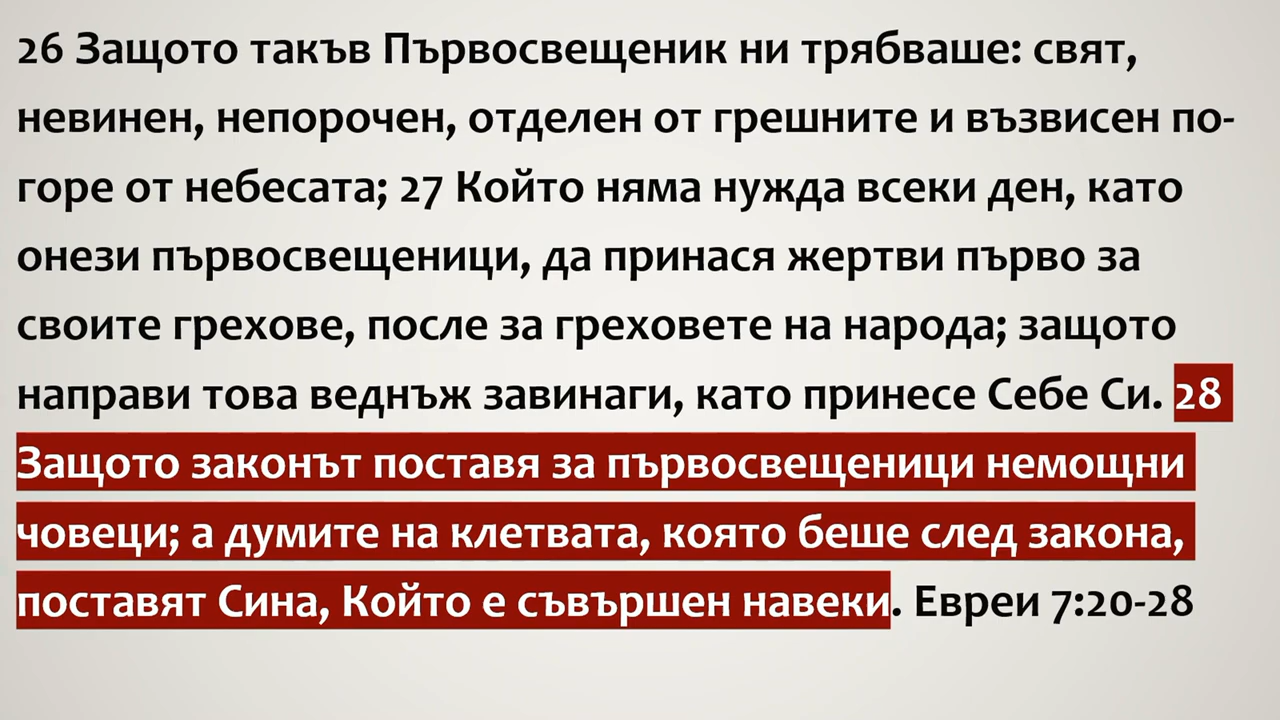 26 Защото такъв Първосвещеник ни трябваше: свят,
невинен, непорочен, отделен от грешните и възвисен по-
горе от небесата; 27 Който няма нужда всеки ден, като
онези първосвещеници, да принася жертви първо за
своите грехове, после за греховете на народа; защото
направи това веднъж завинаги, като принесе Себе Си. 28
Защото законът поставя за първосвещеници немощни
човеци; а думите на клетвата, която беше след закона,
поставят Сина, Който е съвършен навеки. Евреи 7:20-28